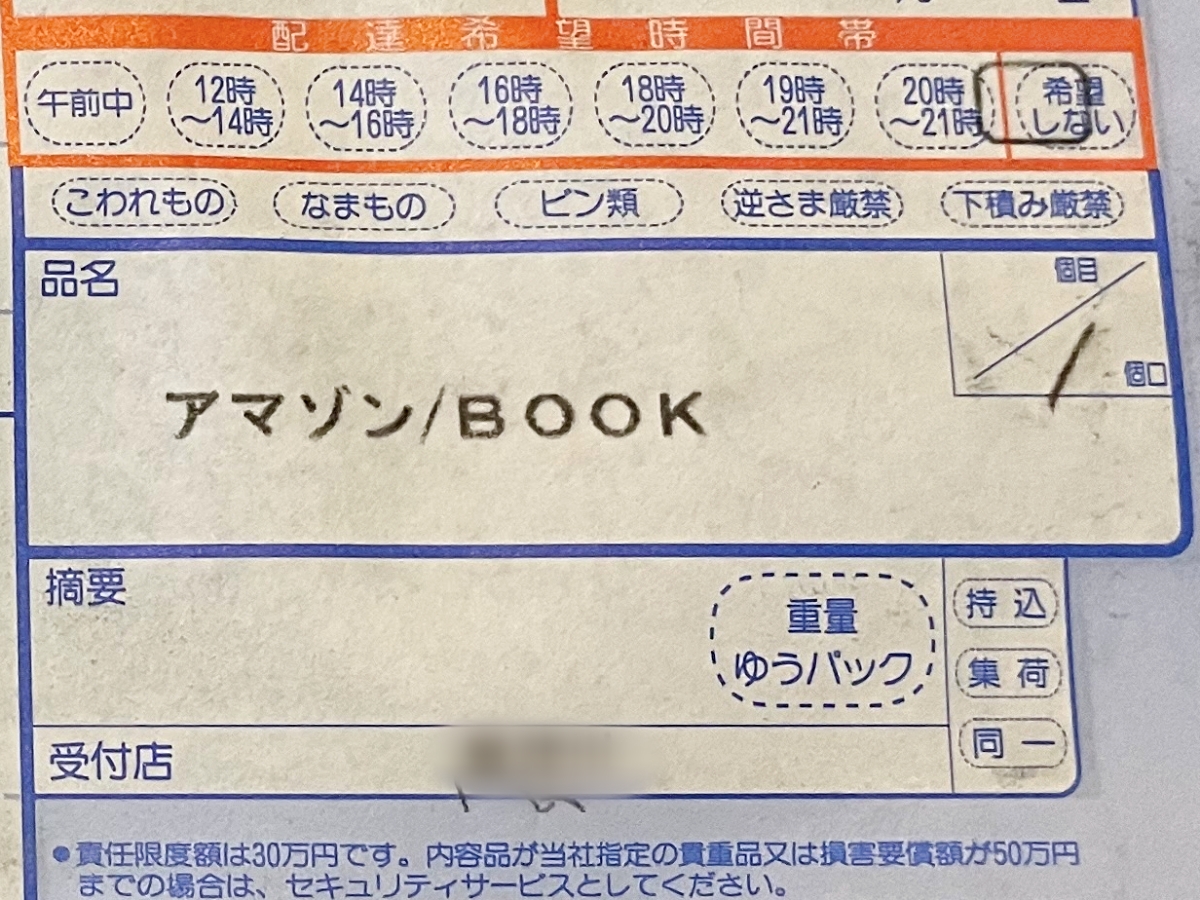 配達希望時間帯
午前中 12時～14時 14時～16時 16時～18時 18時～20時 19時～21時 20時～21時 希望しない
こわれもの なまもの ビン類 逆さま厳禁 下積み厳禁
品名
個目
/
個口
アマゾン/BOOK
摘要
重量
ゆうパック
持込
集荷
同一
受付店
●責任限度額は30万円です。内容品が当社指定の貴重品又は損害要償額が50万円
までの場合は、セキュリティサービスとしてください。